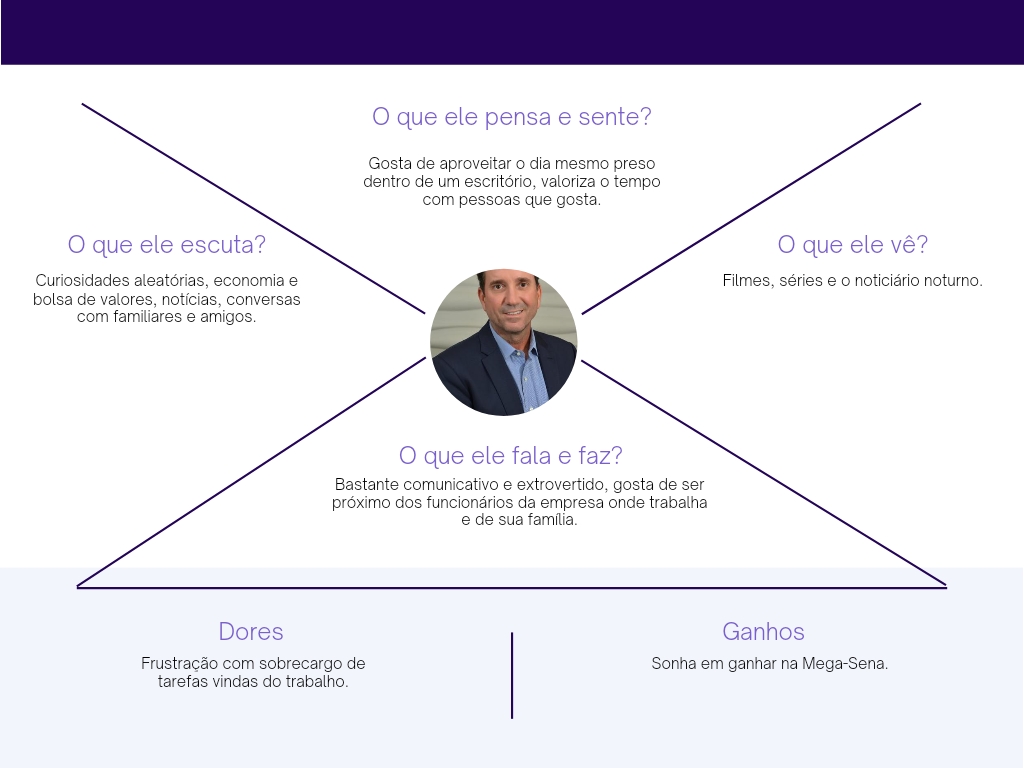 O que ele pensa e sente?
Gosta de aproveitar o dia mesmo preso
dentro de um escritório, valoriza o tempo
com pessoas que gosta.
O que ele escuta?
Curiosidades aleatórias, economia e
bolsa de valores, notícias, conversas
com familiares e amigos.
O que ele vê?
Filmes, séries e o noticiário noturno.
O que ele fala e faz?
Bastante comunicativo e extrovertido, gosta de ser
próximo dos funcionários da empresa onde trabalha
e de sua família.
Dores
Frustração com sobrecargo de
tarefas vindas do trabalho.
Ganhos
Sonha em ganhar na Mega-Sena.